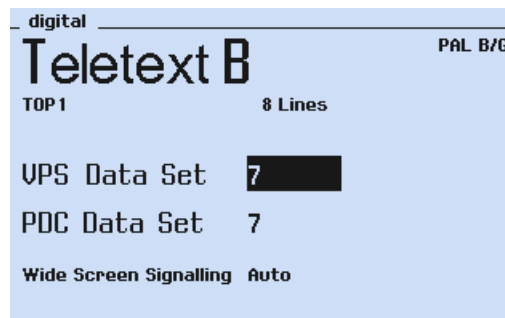 digital
Teletext B
PAL B/G
TOP1 8 Lines
VPS Data Set 7
PDC Data Set 7
Wide Screen Signalling Auto